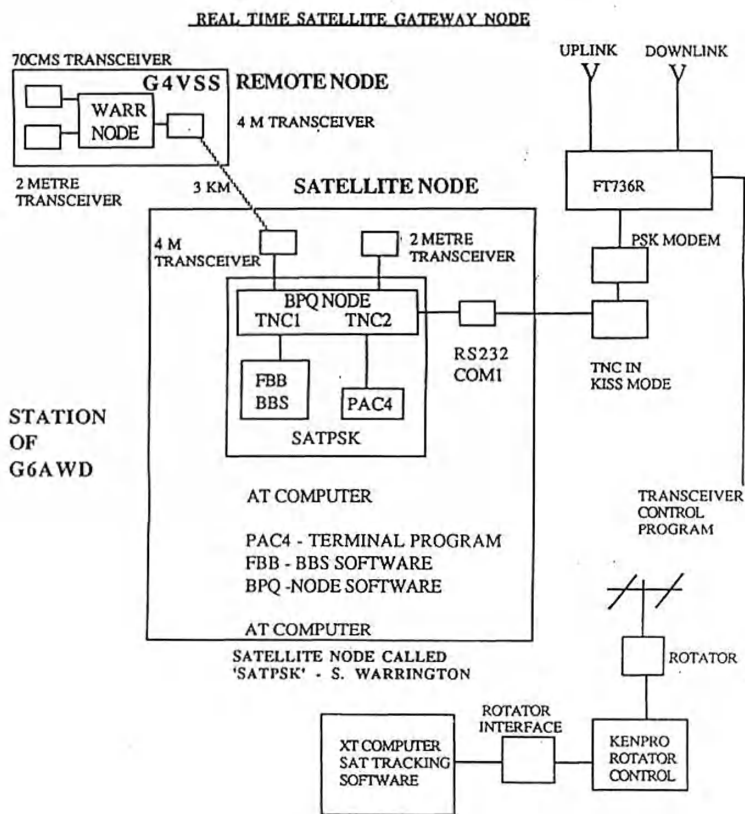 REAL TIME SATELLITE GATEWAY NODE
70CMS TRANSCEIVER
G4VSS REMOTE NODE
WARR
NODE
4 M TRANSCEIVER
2 METRE
TRANSCEIVER
3 KM
UPLINK
DOWNLINK
FT736R
PSK MODEM
TNC IN
KISS MODE
TRANSCEIVER
CONTROL
PROGRAM
SATELLITE NODE
4 M
TRANSCEIVER
2 METRE
TRANSCEIVER
BPQ NODE
TNC1 TNC2
RS232
COM1
FBB
BBS
PAC4
SATPSK
STATION
OF
G6AWD
AT COMPUTER
PAC4 - TERMINAL PROGRAM
FBB - BBS SOFTWARE
BPQ -NODE SOFTWARE
AT COMPUTER
SATELLITE NODE CALLED
'SATPSK' - S. WARRINGTON
ROTATOR
ROTATOR
INTERFACE
XT COMPUTER
SAT TRACKING
SOFTWARE
KENPRO
ROTATOR
CONTROL